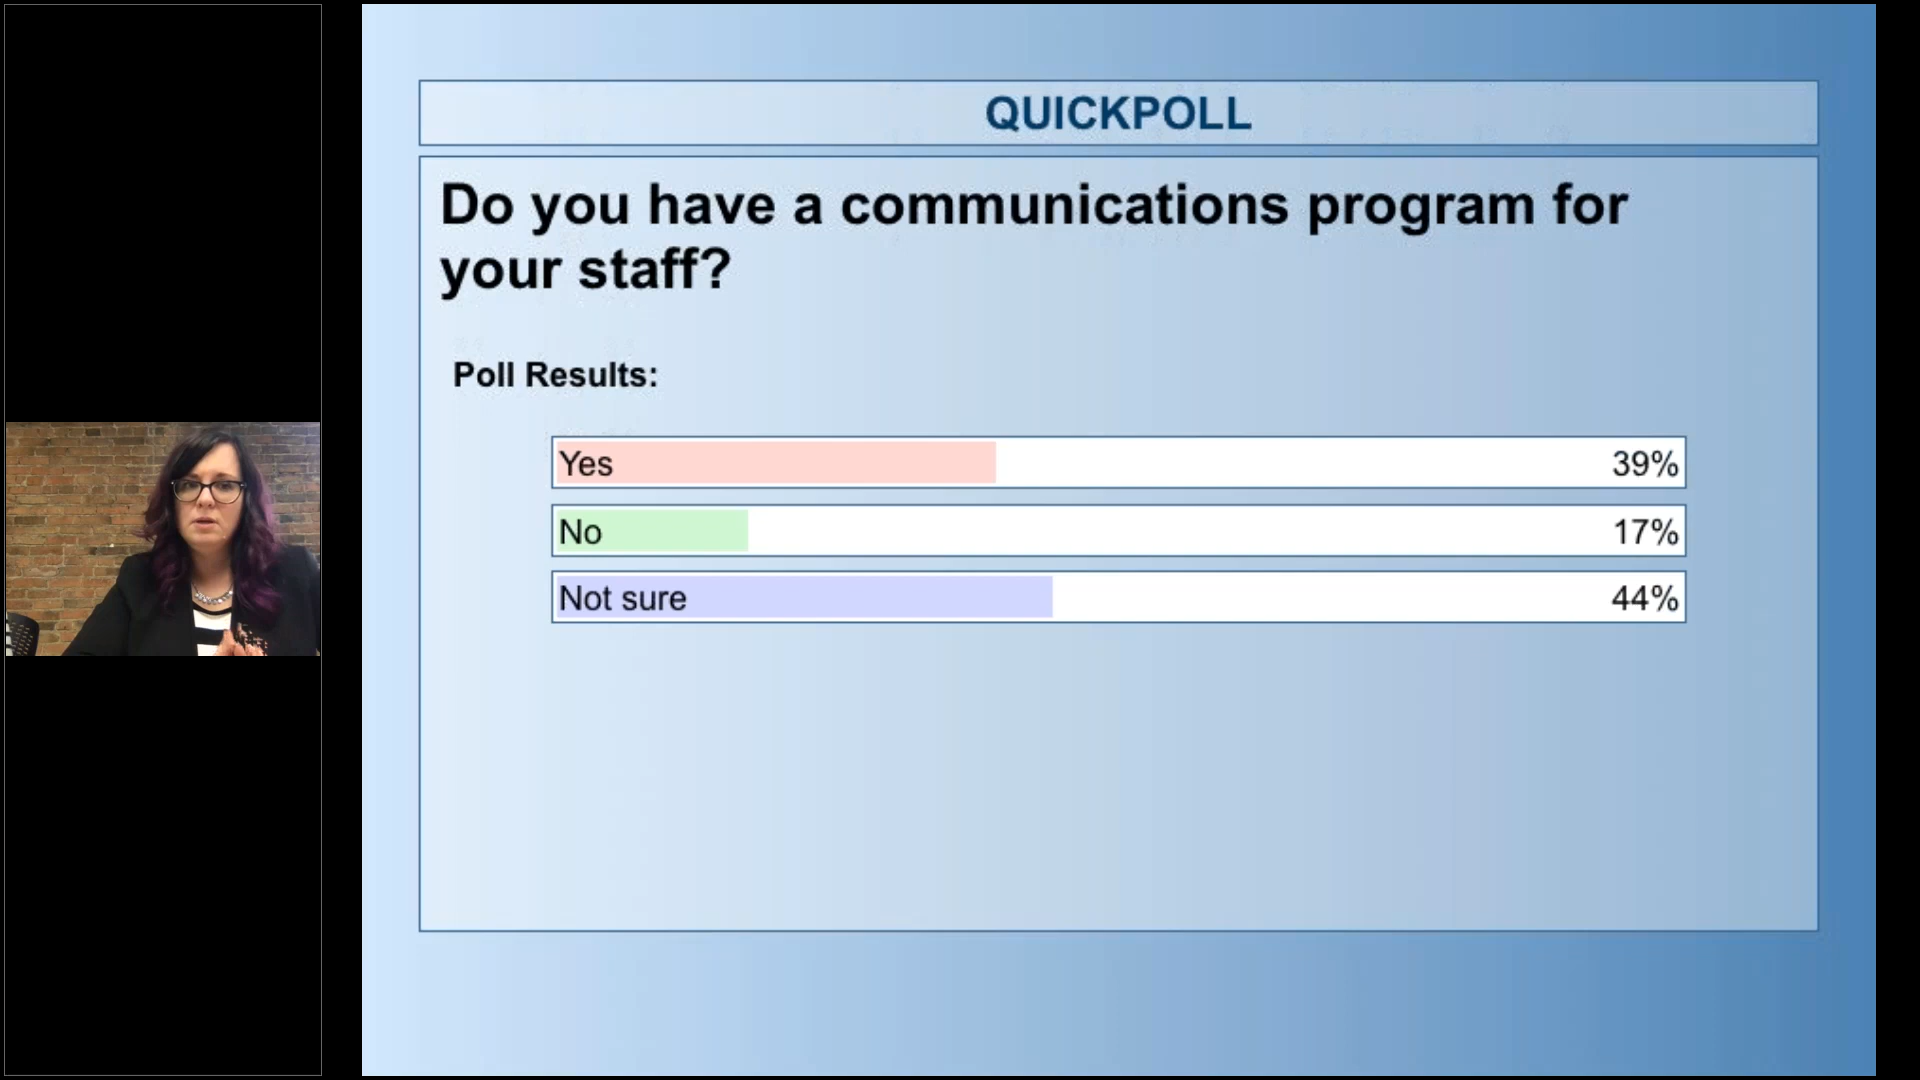 QUICKPOLL
Do you have a communications program for
your staff?
Poll Results:
Yes 39%
No 17%
Not sure 44%